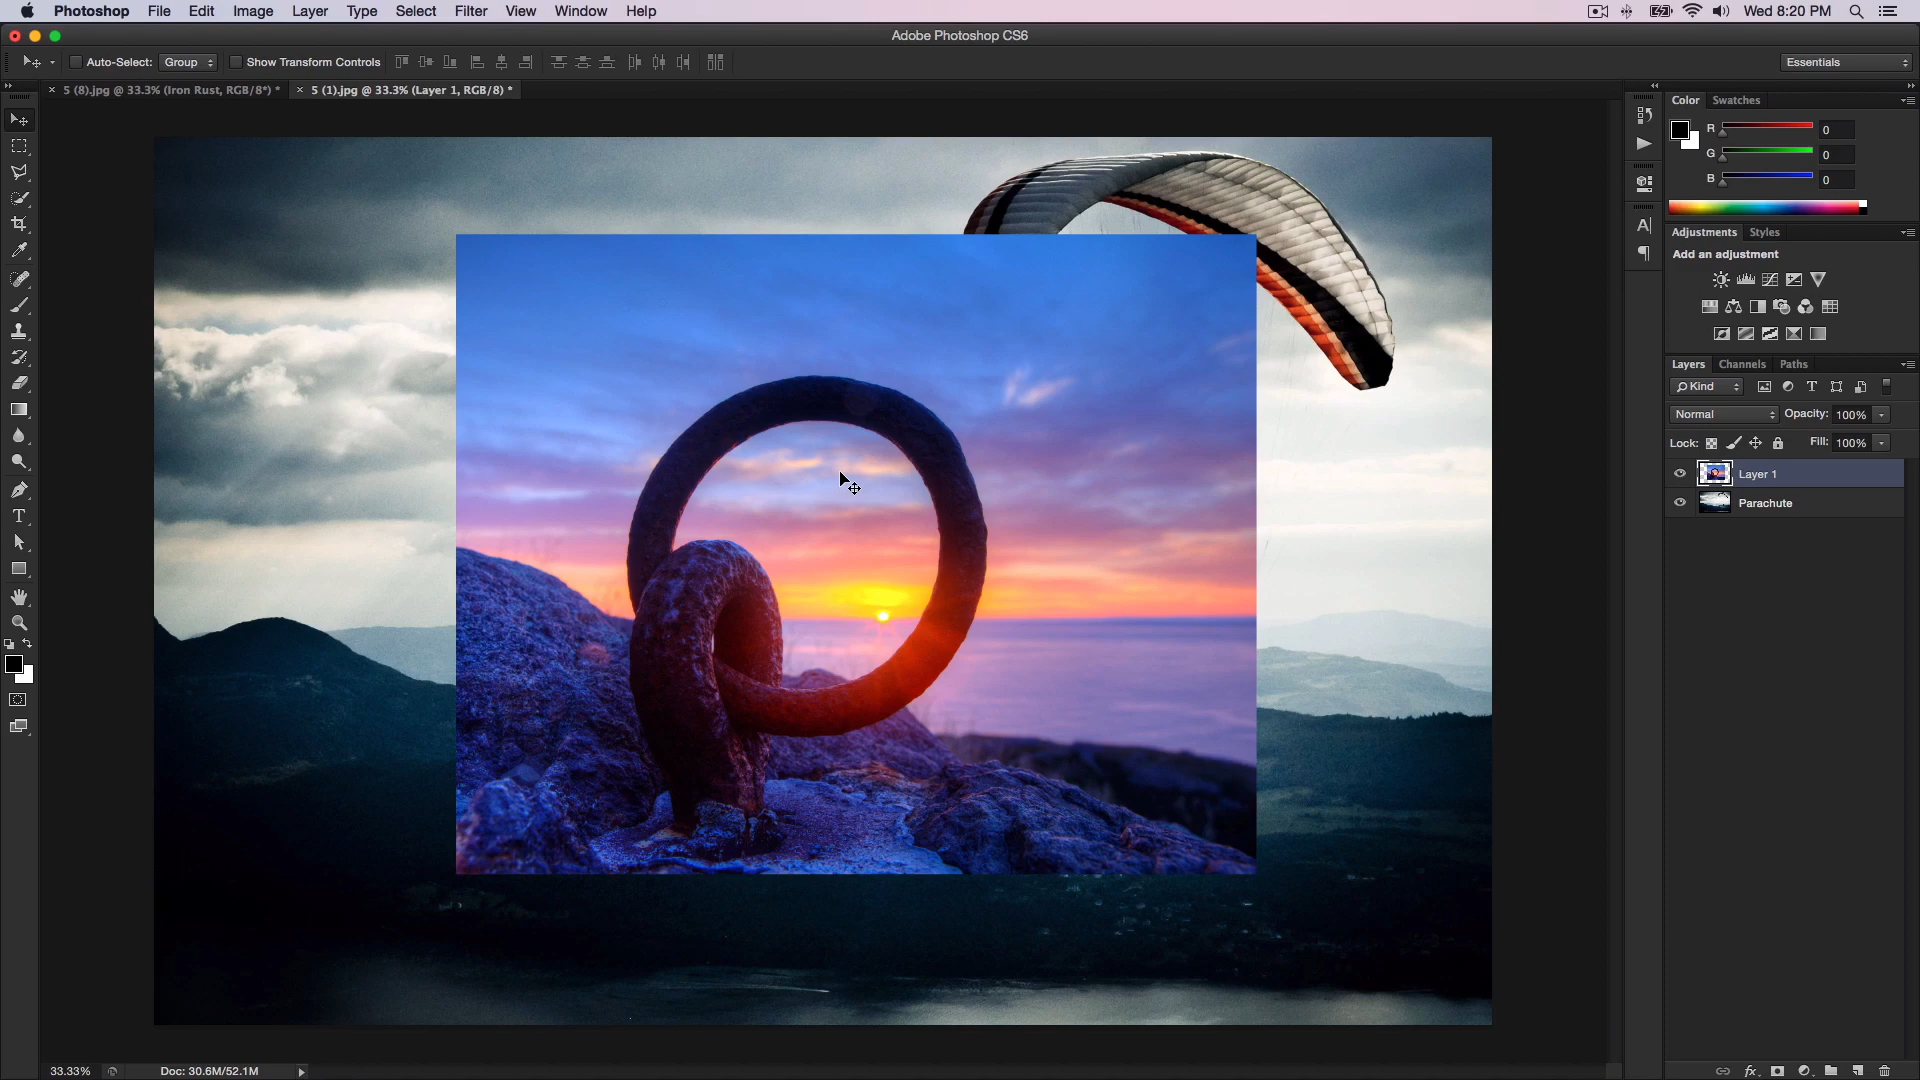 Photoshop File Edit Image Layer Type Select Filter View Window Help Wed 8:20 PM
Adobe Photoshop CS6
Auto-Select: Group Show Transform Controls Essentials
5 (8).jpg @ 33.3% (Iron Rust, RGB/8*) * 5 (1).jpg @ 33.3% (Layer 1, RGB/8) *
Color Swatches
R 0
G 0
B 0
Adjustments Styles
Add an adjustment
Layers Channels Paths
Kind
Normal Opacity: 100%
Lock: Fill: 100%
Layer 1
Parachute
33.33% Doc: 30.6M/52.1M